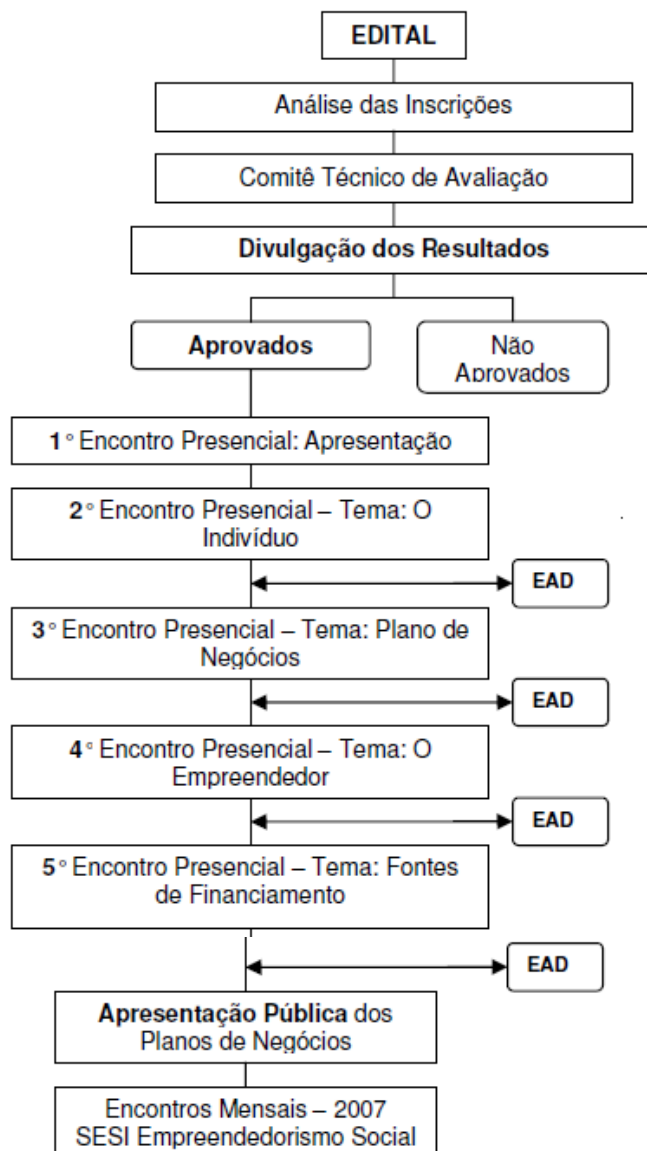 EDITAL
Análise das Inscrições
Comitê Técnico de Avaliação
Divulgação dos Resultados
Aprovados
Não
Aprovados
1° Encontro Presencial: Apresentação
2° Encontro Presencial – Tema: O
Indivíduo
EAD
3° Encontro Presencial – Tema: Plano de
Negócios
EAD
4° Encontro Presencial – Tema: O
Empreendedor
EAD
5° Encontro Presencial – Tema: Fontes
de Financiamento
EAD
Apresentação Pública dos
Planos de Negócios
Encontros Mensais – 2007
SESI Empreendedorismo Social